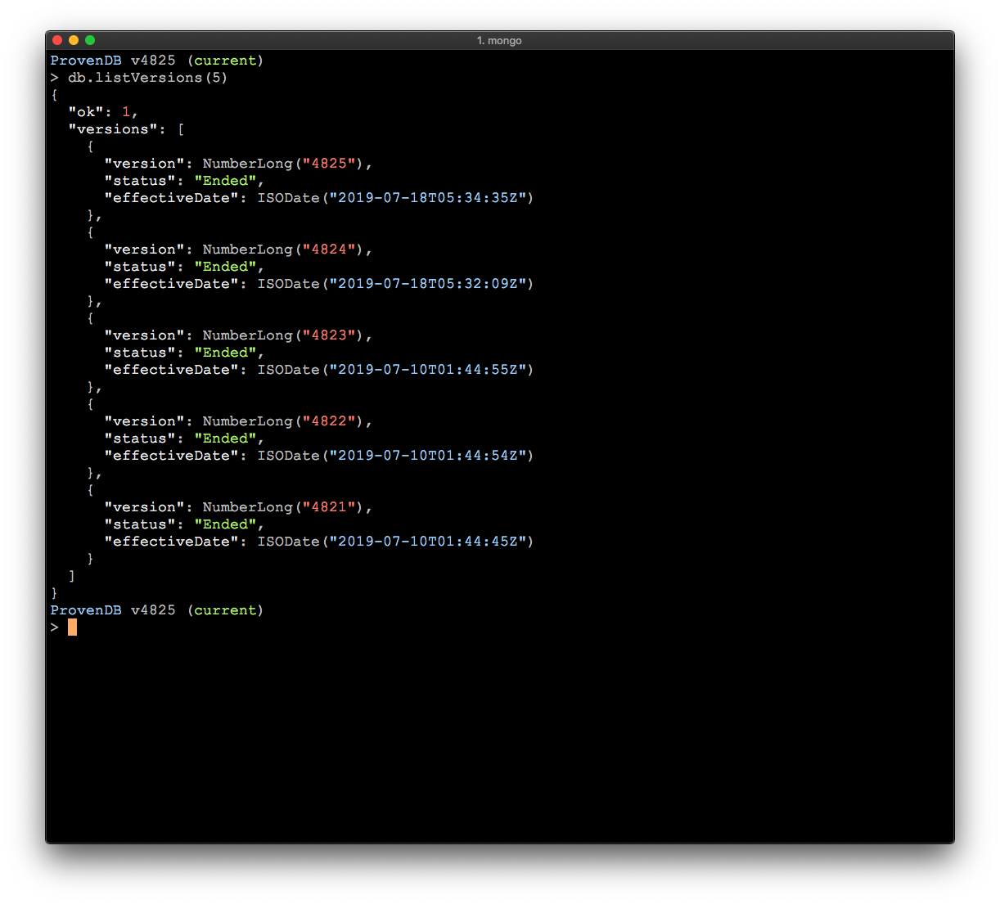 1. mongo
ProvenDB v4825 (current)
> db.listVersions(5)
{
  "ok": 1,
  "versions": [
    {
      "version": NumberLong("4825"),
      "status": "Ended",
      "effectiveDate": ISODate("2019-07-18T05:34:35Z")
    },
    {
      "version": NumberLong("4824"),
      "status": "Ended",
      "effectiveDate": ISODate("2019-07-18T05:32:09Z")
    },
    {
      "version": NumberLong("4823"),
      "status": "Ended",
      "effectiveDate": ISODate("2019-07-10T01:44:55Z")
    },
    {
      "version": NumberLong("4822"),
      "status": "Ended",
      "effectiveDate": ISODate("2019-07-10T01:44:54Z")
    },
    {
      "version": NumberLong("4821"),
      "status": "Ended",
      "effectiveDate": ISODate("2019-07-10T01:44:45Z")
    }
  ]
}
ProvenDB v4825 (current)
>